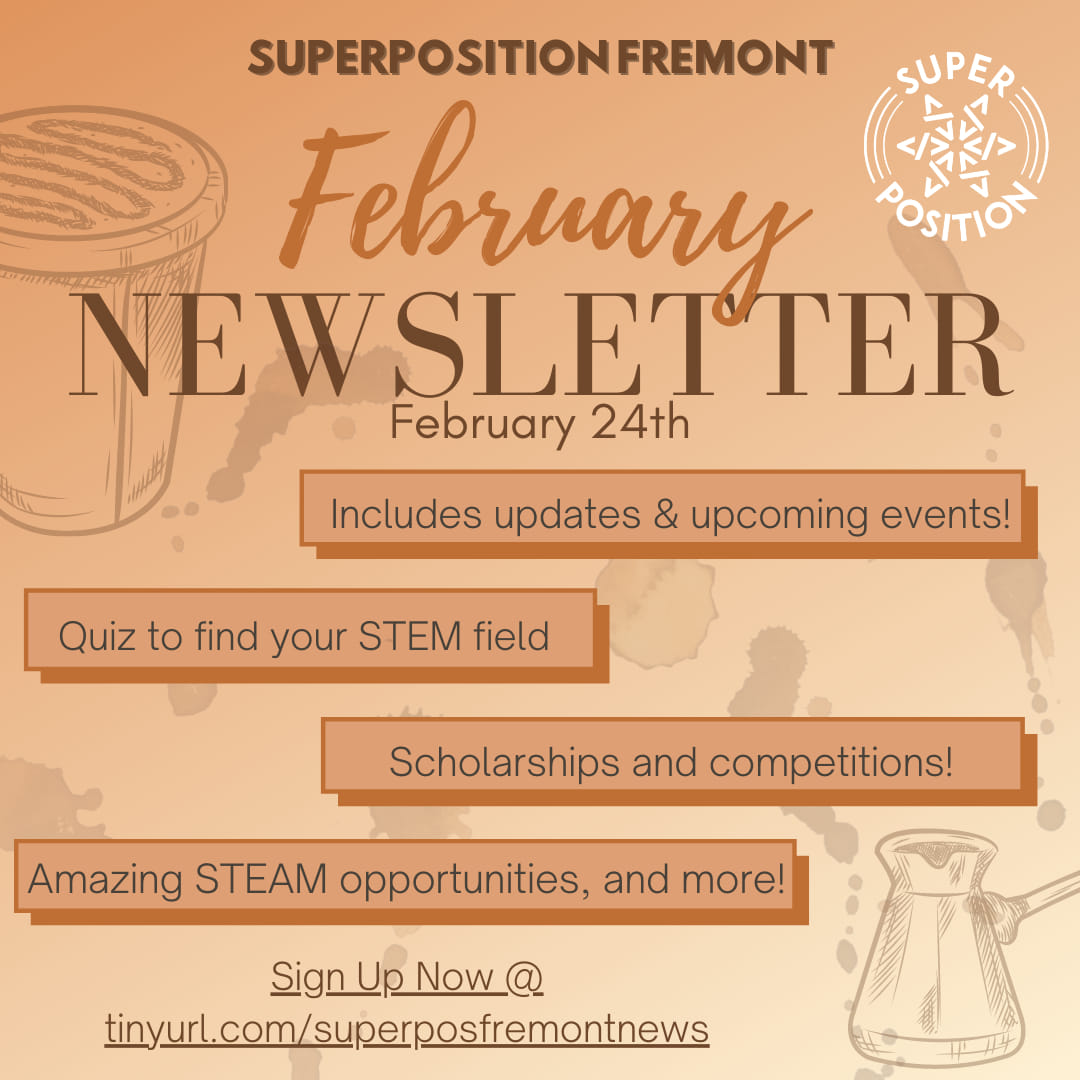 SUPERPOSITION FREMONT
SUPER
POSITION
February
NEWSLETTER
February 24th
Includes updates & upcoming events!
Quiz to find your STEM field
Scholarships and competitions!
Amazing STEAM opportunities, and more!
Sign Up Now @
tinyurl.com/superposfremontnews